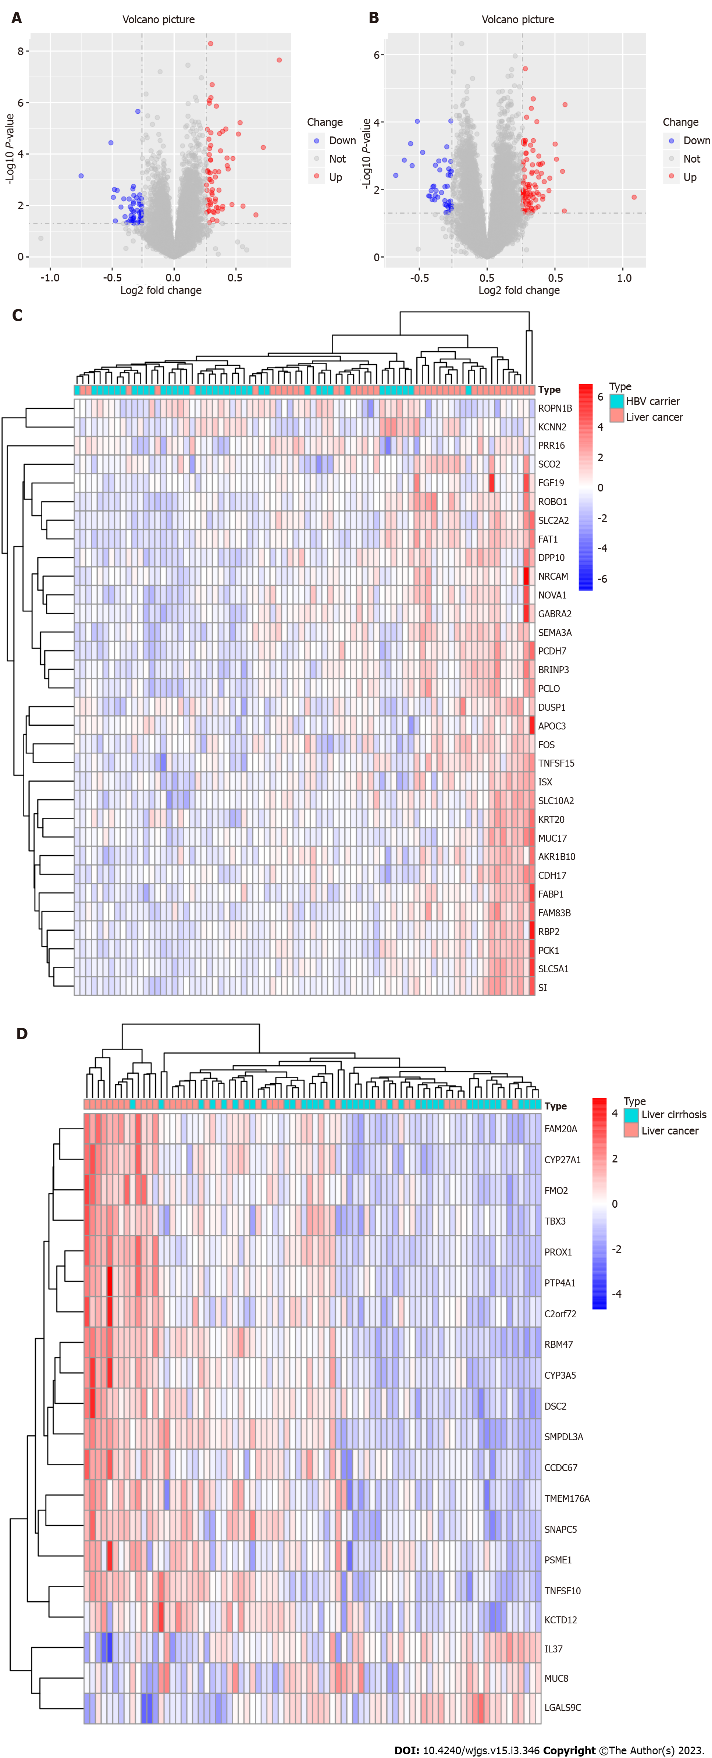 A
Volcano picture
8
6
4
2
0
-Log10 P-value
-1.0
-0.5
0.0
0.5
Log2 fold change
Change
Down
Not
Up
B
Volcano picture
6
4
2
0
-Log10 P-value
-0.5
0.5
1.0
Log2 fold change
Change
Down
Not
Up
C
Type
ROPN1B
KCNN2
PRR16
SCO2
FGF19
ROBO1
SLC2A2
FAT1
DPP10
NRCAM
NOVA1
GABRA2
SEMA3A
PCDH7
BRINP3
PCLO
DUSP1
APOC3
FOS
TNFSF15
ISX
SLC10A2
KRT20
MUC17
AKR1B10
CDH17
FABP1
FAM83B
RBP2
PCK1
SLC5A1
SI
6
4
2
0
-2
-4
-6
Type
HBV carrier
Liver cancer
D
Type
FAM20A
CYP27A1
FMO2
TBX3
PROX1
PTP4A1
C2orf72
RBM47
CYP3A5
DSC2
SMPDL3A
CCDC67
TMEM176A
SNAPC5
PSME1
TNFSF10
KCTD12
IL37
MUC8
LGALS9C
4
2
0
-2
-4
Type
Liver cirrhosis
Liver cancer
DOI: 10.4240/wjgs.v15.i3.346 Copyright ©The Author(s) 2023.